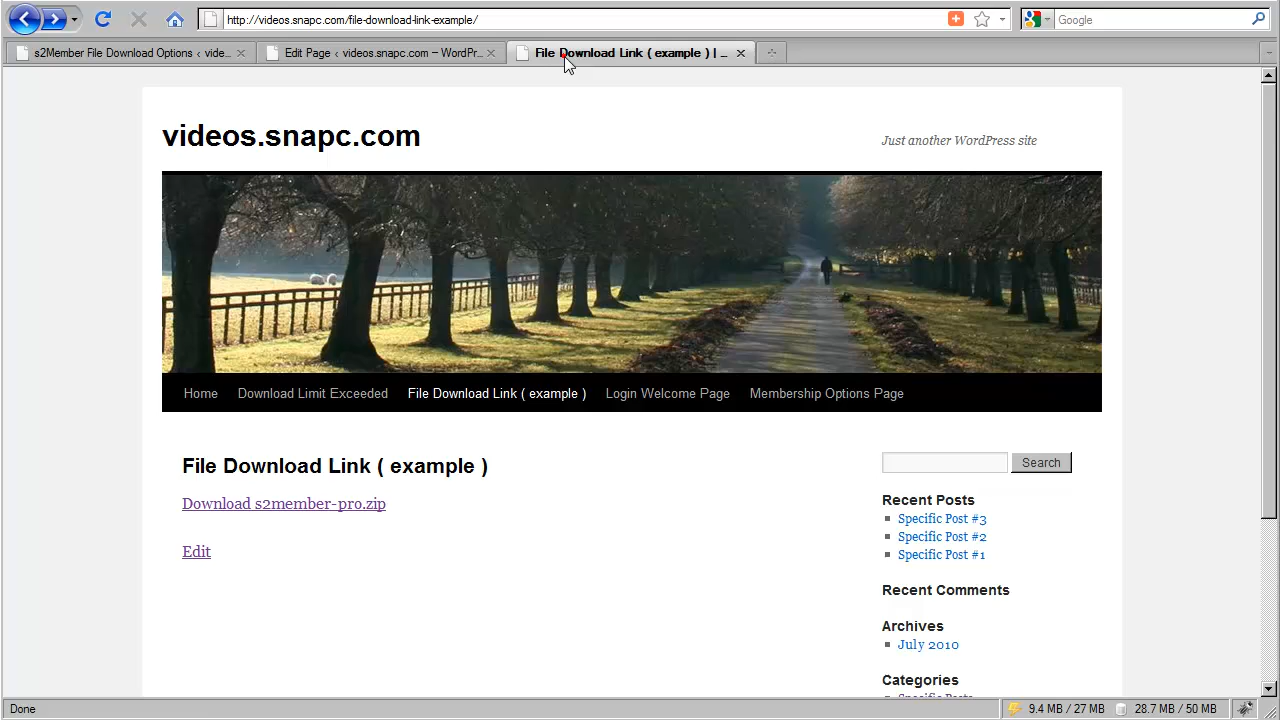 http://videos.snapc.com/file-download-link-example/
Google
s2Member File Download Options ‹ vide...
Edit Page ‹ videos.snapc.com — WordPr...
File Download Link ( example ) | ...
videos.snapc.com
Just another WordPress site
Home
Download Limit Exceeded
File Download Link ( example )
Login Welcome Page
Membership Options Page
File Download Link ( example )
Download s2member-pro.zip
Edit
Search
Recent Posts
Specific Post #3
Specific Post #2
Specific Post #1
Recent Comments
Archives
July 2010
Categories
Specific Posts
Done
9.4 MB / 27 MB
28.7 MB / 50 MB